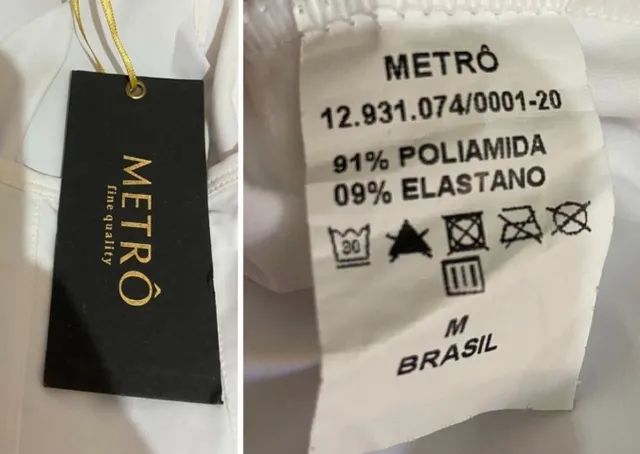 METRÔ
fine quality
METRÔ
12.931.074/0001-20
91% POLIAMIDA
09% ELASTANO
30
M
BRASIL